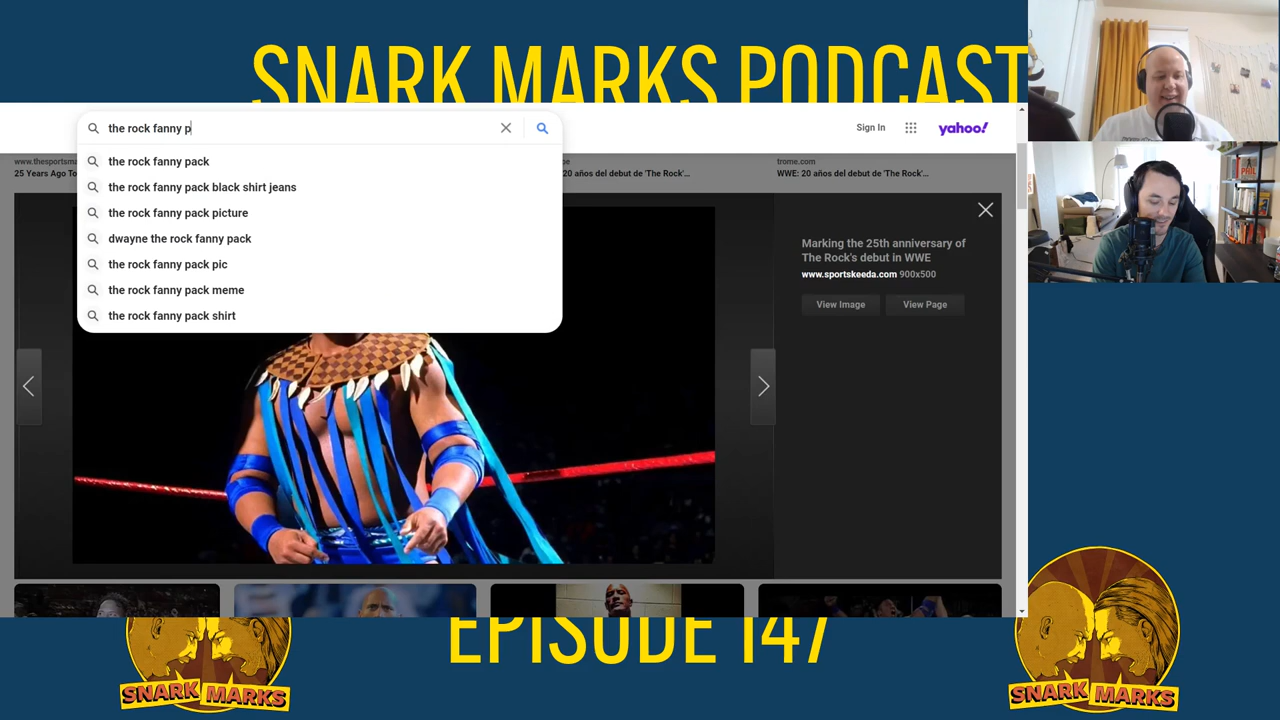 SNARK MARKS PODCAST
the rock fanny p
Sign In
yahoo!
the rock fanny pack
the rock fanny pack black shirt jeans
the rock fanny pack picture
dwayne the rock fanny pack
the rock fanny pack pic
the rock fanny pack meme
the rock fanny pack shirt
www.thesportsma
25 Years Ago To
20 años del debut de 'The Rock'...
trome.com
WWE: 20 años del debut de 'The Rock'...
Marking the 25th anniversary of
The Rock's debut in WWE
www.sportskeeda.com 900x500
View Image
View Page
EPISODE 147
SNARK MARKS
SNARK MARKS